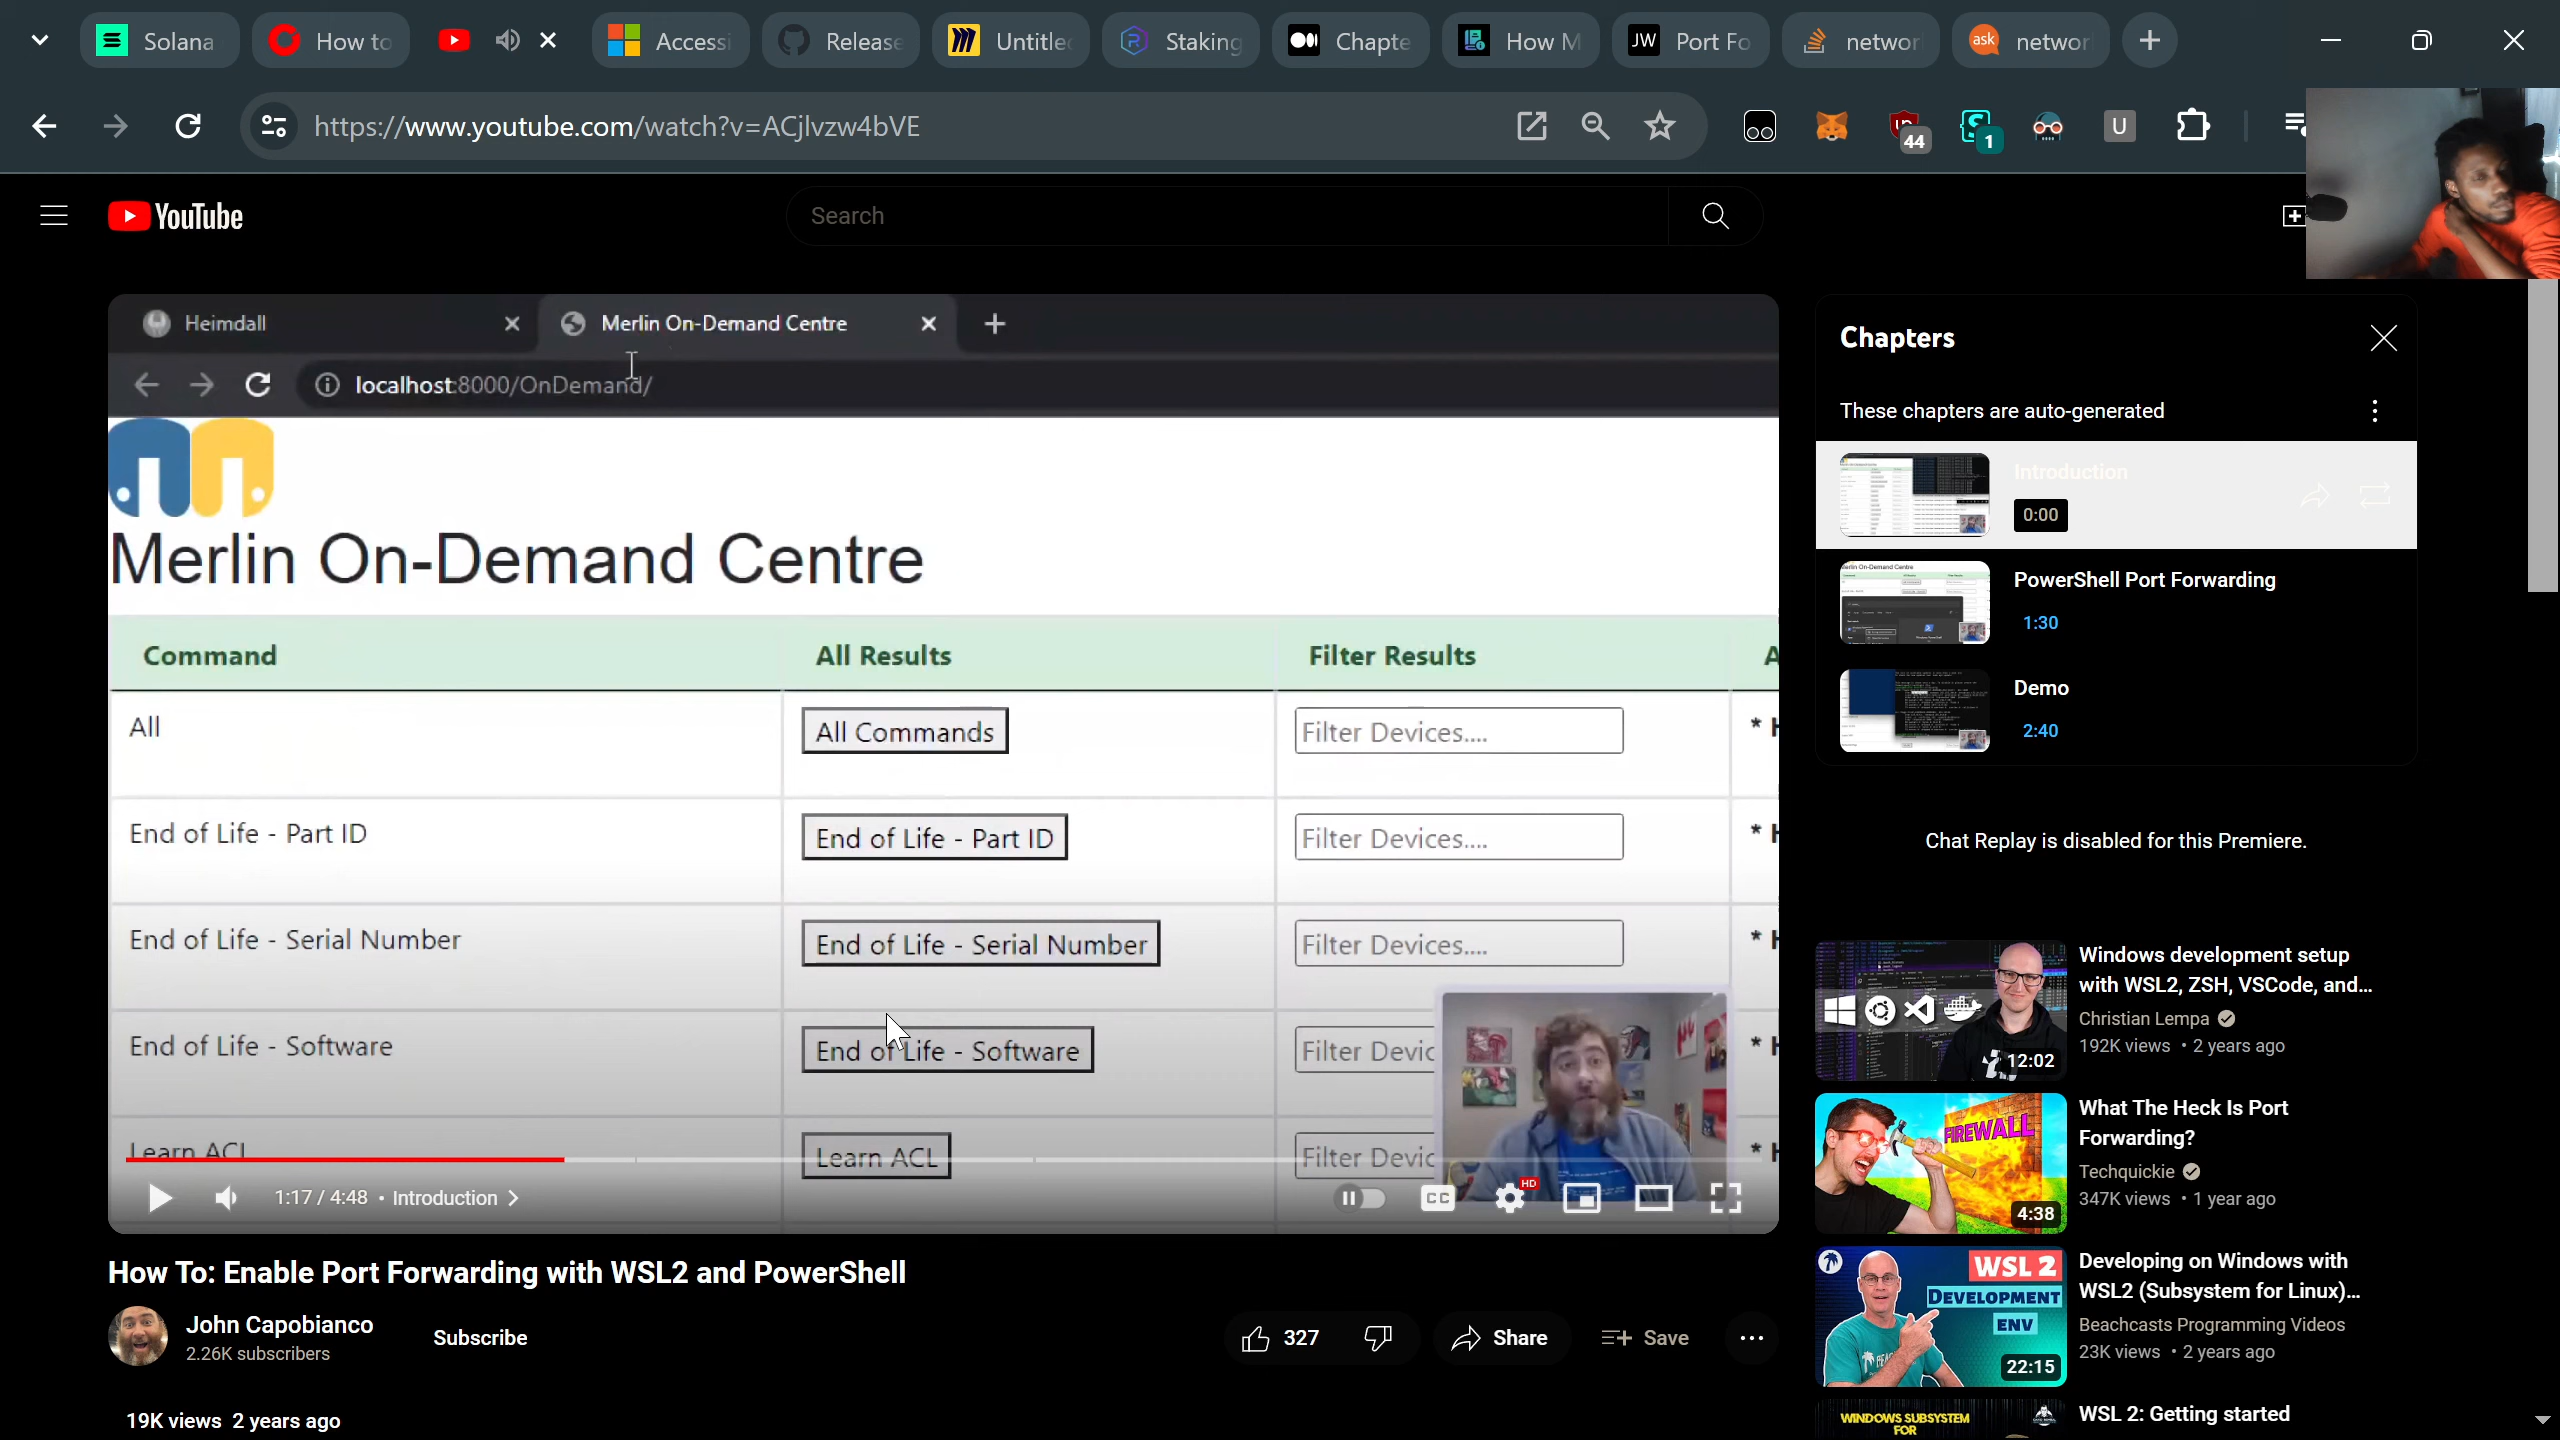 Solana
How to
Accessi
Release
Untitle
Staking
Chapte
How M
JW
Port Fo
networ
ask
networ
https://www.youtube.com/watch?v=ACjlvzw4bVE
44
1
U
YouTube
Search
Heimdall
Merlin On-Demand Centre
localhost:8000/OnDemand/
Merlin On-Demand Centre
Command
All Results
Filter Results
A
All
All Commands
Filter Devices....
* H
End of Life - Part ID
End of Life - Part ID
Filter Devices....
* H
End of Life - Serial Number
End of Life - Serial Number
Filter Devices....
* H
End of Life - Software
End of Life - Software
Filter Devic
* H
Learn ACL
Learn ACL
Filter Devic
* H
1:17 / 4:48 • Introduction
CC
HD
How To: Enable Port Forwarding with WSL2 and PowerShell
John Capobianco
2.26K subscribers
Subscribe
327
Share
Save
19K views 2 years ago
Chapters
These chapters are auto-generated
Introduction
0:00
PowerShell Port Forwarding
1:30
Demo
2:40
Chat Replay is disabled for this Premiere.
12:02
Windows development setup
with WSL2, ZSH, VSCode, and...
Christian Lempa
192K views • 2 years ago
FIREWALL
4:38
What The Heck Is Port
Forwarding?
Techquickie
347K views • 1 year ago
WSL 2
DEVELOPMENT
ENV
22:15
Developing on Windows with
WSL2 (Subsystem for Linux)...
Beachcasts Programming Videos
23K views • 2 years ago
WINDOWS SUBSYSTEM
FOR
WSL 2: Getting started